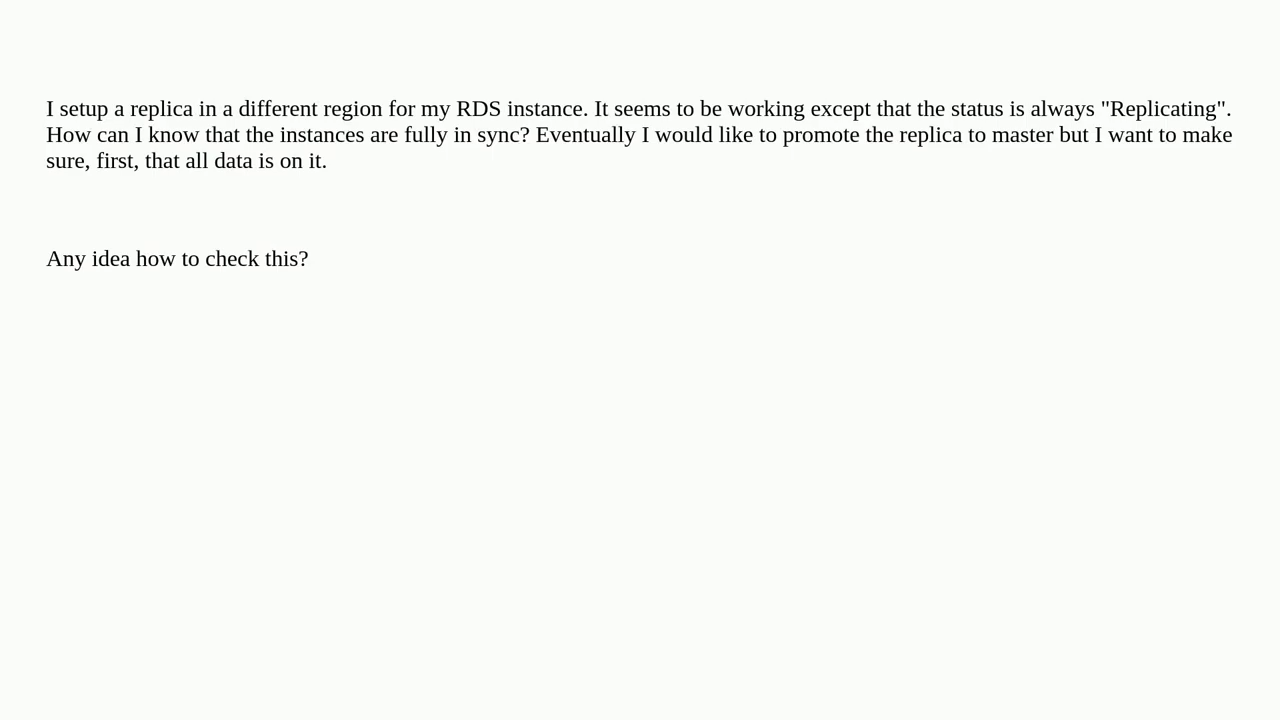 I setup a replica in a different region for my RDS instance. It seems to be working except that the status is always "Replicating".
How can I know that the instances are fully in sync? Eventually I would like to promote the replica to master but I want to make
sure, first, that all data is on it.
Any idea how to check this?